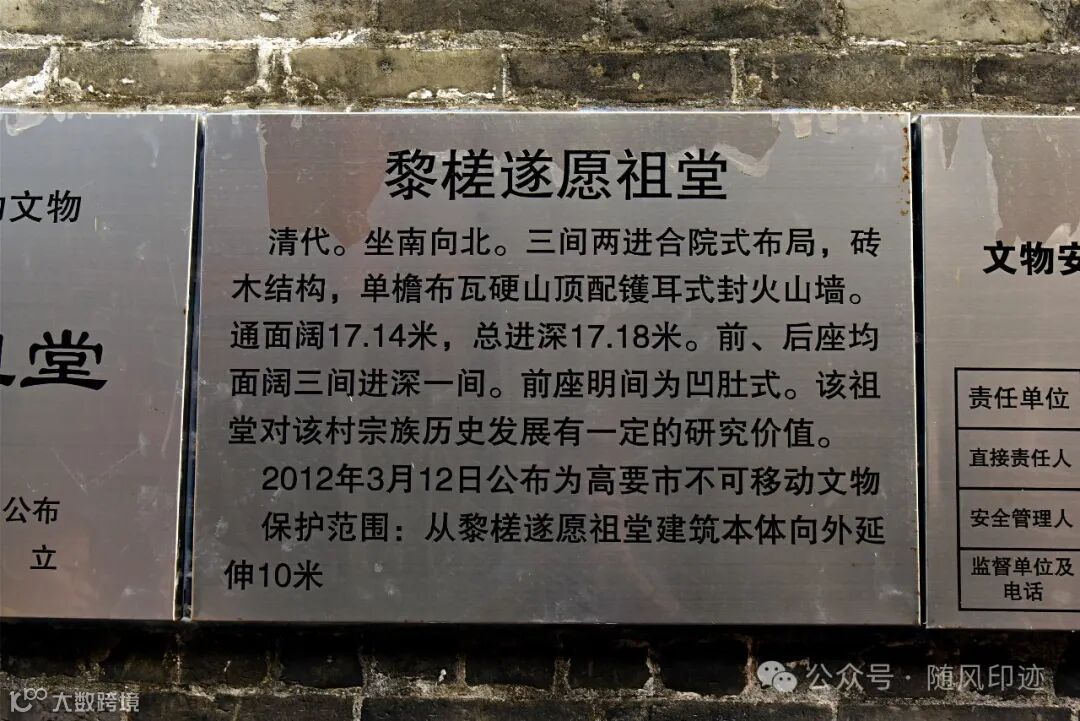 动文物
祖堂
公布
立
黎槎遂愿祖堂
清代。坐南向北。三间两进合院式布局，砖
木结构，单檐布瓦硬山顶配镬耳式封火山墙。
通面阔17.14米，总进深17.18米。前、后座均
面阔三间进深一间。前座明间为凹肚式。该祖
堂对该村宗族历史发展有一定的研究价值。
2012年3月12日公布为高要市不可移动文物
保护范围：从黎槎遂愿祖堂建筑本体向外延
伸10米
文物安
责任单位
直接责任人
安全管理人
监督单位及
电话
公众号·随风印迹
大数跨境